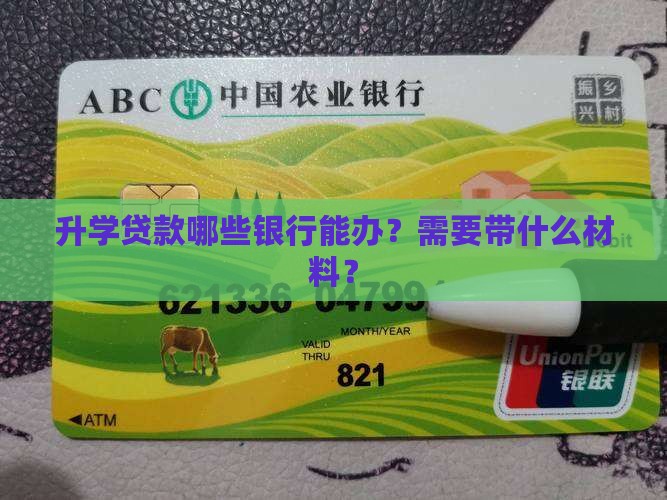 ABC 中国农业银行
振乡
兴村
升学贷款哪些银行能办？需要带什么材
料？
621336 04799
MONTH/YEAR
VALID
THRU
821
UnionPay
银联
◀ATM